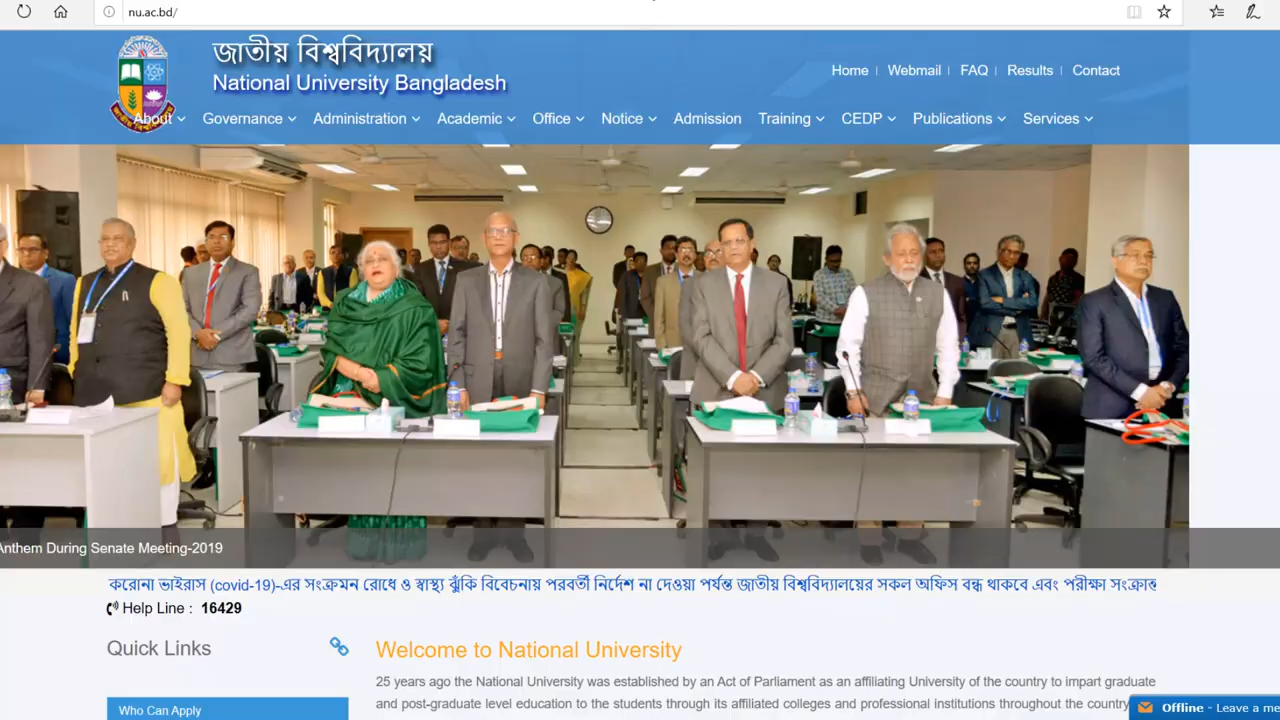 nu.ac.bd/
জাতীয় বিশ্ববিদ্যালয়
National University Bangladesh
Home Webmail FAQ Results Contact
About Governance Administration Academic Office Notice Admission Training CEDP Publications Services
Anthem During Senate Meeting-2019
করোনা ভাইরাস (covid-19)-এর সংক্রমন রোধে ও স্বাস্থ্য ঝুঁকি বিবেচনায় পরবর্তী নির্দেশ না দেওয়া পর্যন্ত জাতীয় বিশ্ববিদ্যালয়ের সকল অফিস বন্ধ থাকবে এবং পরীক্ষা সংক্রান্ত
Help Line : 16429
Quick Links
Welcome to National University
25 years ago the National University was established by an Act of Parliament as an affiliating University of the country to impart graduate
and post-graduate level education to the students through its affiliated colleges and professional institutions throughout the country
Who Can Apply
Offline - Leave a me